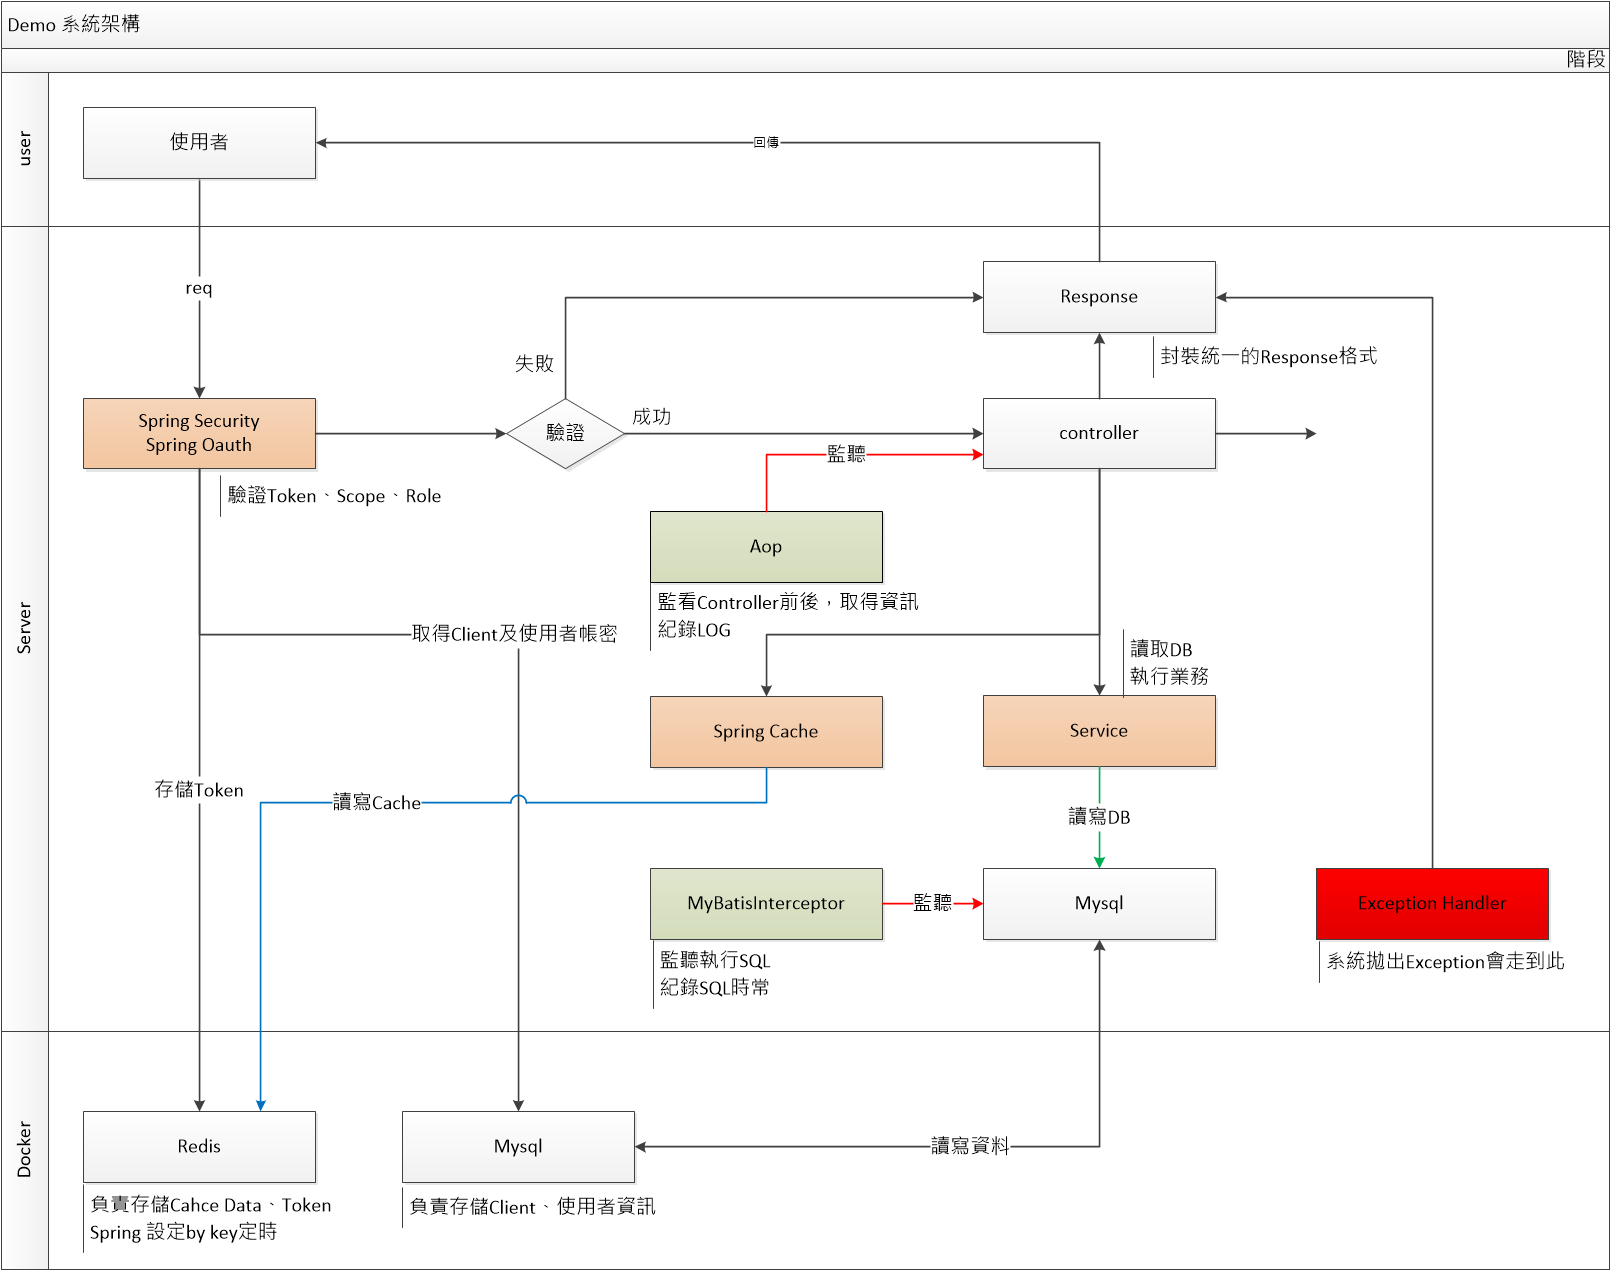 Demo 系統架構
階段
user
使用者
回傳
req
Server
Response
封裝統一的Response格式
失敗
Spring Security
Spring Oauth
驗證
成功
controller
監聽
驗證Token、Scope、Role
Aop
監看Controller前後，取得資訊
紀錄LOG
取得Client及使用者帳密
讀取DB
執行業務
Spring Cache
Service
存儲Token
讀寫Cache
讀寫DB
MyBatisInterceptor
監聽
Mysql
Exception Handler
監聽執行SQL
紀錄SQL時常
系統拋出Exception會走到此
Docker
Redis
Mysql
讀寫資料
負責存儲Cahce Data、Token
Spring 設定by key定時
負責存儲Client、使用者資訊